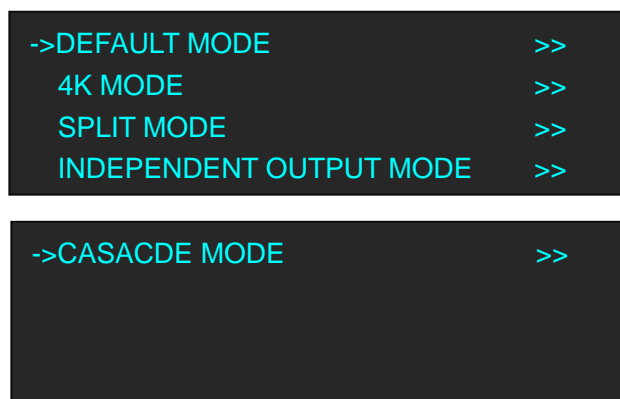 ->DEFAULT MODE >>
4K MODE >>
SPLIT MODE >>
INDEPENDENT OUTPUT MODE >>
->CASACDE MODE >>